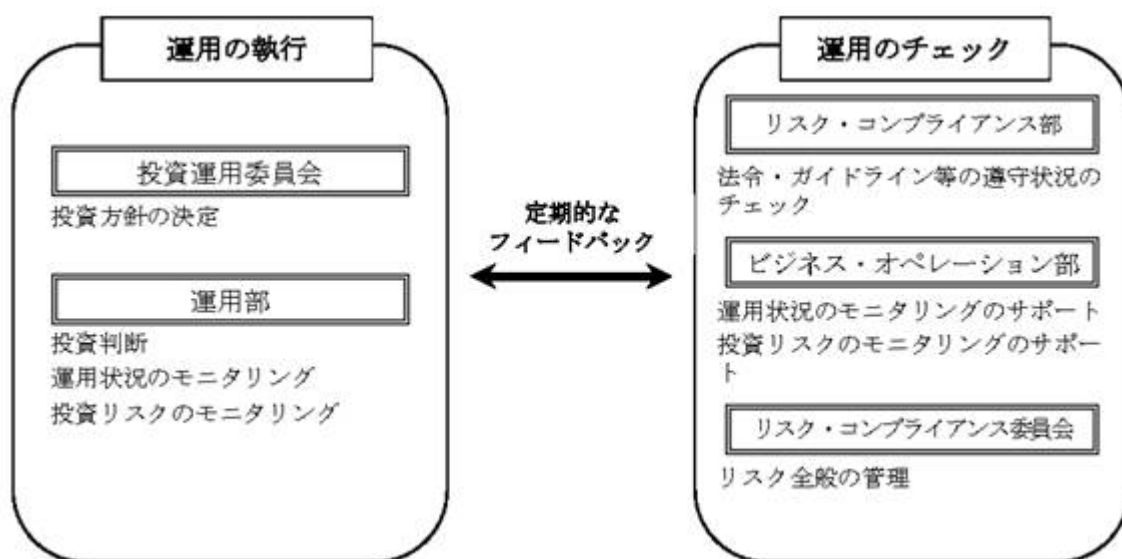 運用の執行
投資運用委員会
投資方針の決定
運用部
投資判断
運用状況のモニタリング
投資リスクのモニタリング
定期的な
フィードバック
運用のチェック
リスク・コンプライアンス部
法令・ガイドライン等の遵守状況の
チェック
ビジネス・オペレーション部
運用状況のモニタリングのサポート
投資リスクのモニタリングのサポー
ト
リスク・コンプライアンス委員会
リスク全般の管理